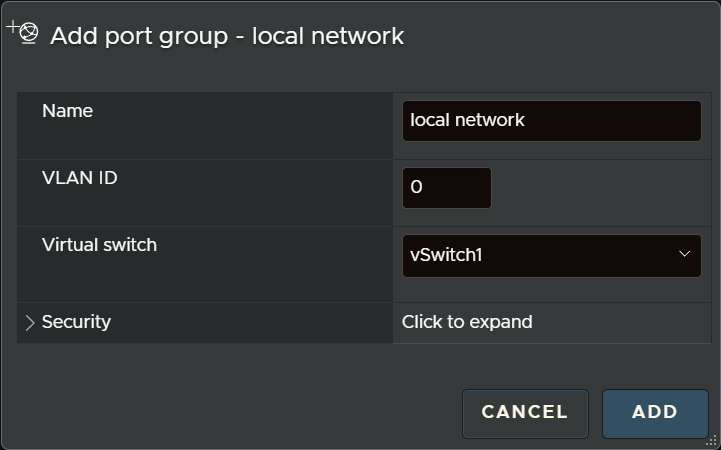 Add port group - local network
Name
local network
VLAN ID
0
Virtual switch
vSwitch1
Security
Click to expand
CANCEL
ADD